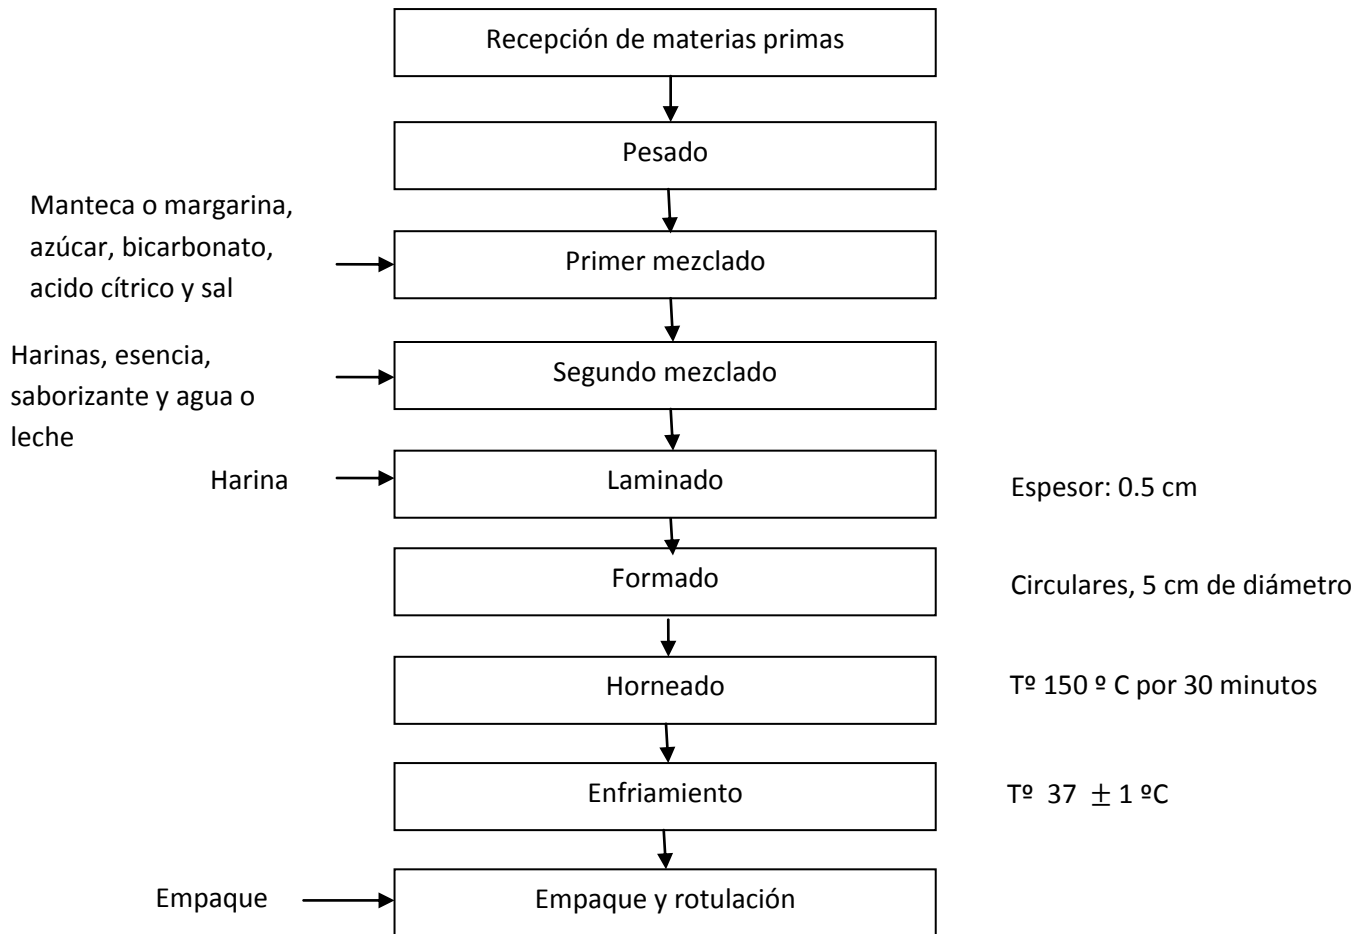 Recepción de materias primas
Pesado
Manteca o margarina,
azúcar, bicarbonato,
acido cítrico y sal
Primer mezclado
Harinas, esencia,
saborizante y agua o
leche
Segundo mezclado
Harina
Laminado
Espesor: 0.5 cm
Formado
Circulares, 5 cm de diámetro
Horneado
Tº 150 º C por 30 minutos
Enfriamiento
Tº 37 ± 1 ºC
Empaque
Empaque y rotulación